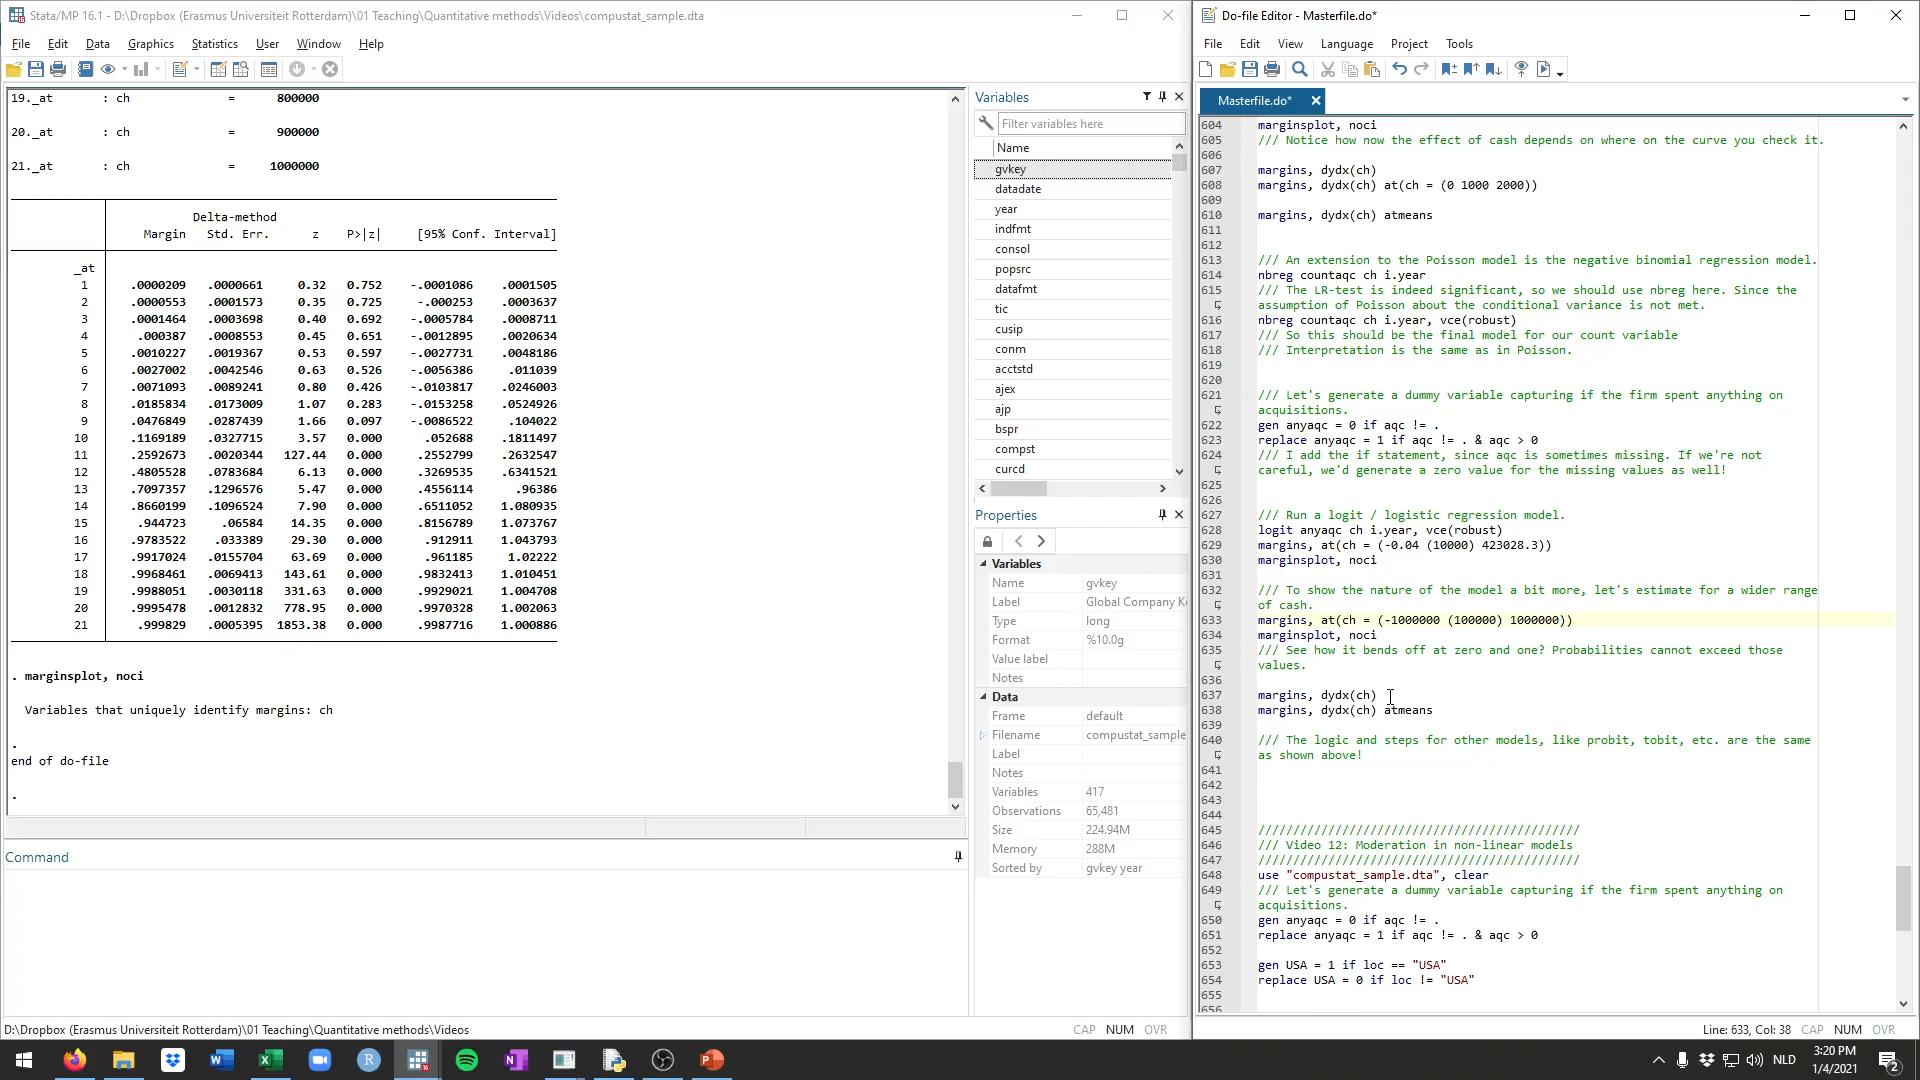 Stata/MP 16.1 - D:\Dropbox (Erasmus Universiteit Rotterdam)\01 Teaching\Quantitative methods\Videos\compustat_sample.dta
File Edit Data Graphics Statistics User Window Help
19._at : ch = 800000
20._at : ch = 900000
21._at : ch = 1000000
Delta-method
Margin Std. Err. z P>|z| [95% Conf. Interval]
_at
1 .0000209 .0000661 0.32 0.752 -.0001086 .0001505
2 .0000553 .0001573 0.35 0.725 -.000253 .0003637
3 .0001464 .0003698 0.40 0.692 -.0005784 .0008711
4 .000387 .0008553 0.45 0.651 -.0012895 .0020634
5 .0010227 .0019367 0.53 0.597 -.0027731 .0048186
6 .0027002 .0042546 0.63 0.526 -.0056386 .011039
7 .0071093 .0089241 0.80 0.426 -.0103817 .0246003
8 .0185834 .0173009 1.07 0.283 -.0153258 .0524926
9 .0476849 .0287439 1.66 0.097 -.0086522 .104022
10 .1169189 .0327715 3.57 0.000 .052688 .1811497
11 .2592673 .0020344 127.44 0.000 .2552799 .2632547
12 .4805528 .0783684 6.13 0.000 .3269535 .6341521
13 .7097357 .1296576 5.47 0.000 .4556114 .96386
14 .8660199 .1096524 7.90 0.000 .6511052 1.080935
15 .944723 .06584 14.35 0.000 .8156789 1.073767
16 .9783522 .033389 29.30 0.000 .912911 1.043793
17 .9917024 .0155704 63.69 0.000 .961185 1.02222
18 .9968461 .0069413 143.61 0.000 .9832413 1.010451
19 .9988051 .0030118 331.63 0.000 .9929021 1.004708
20 .9995478 .0012832 778.95 0.000 .9970328 1.002063
21 .999829 .0005395 1853.38 0.000 .9987716 1.000886
. marginsplot, noci
Variables that uniquely identify margins: ch
.
end of do-file
.
Command
D:\Dropbox (Erasmus Universiteit Rotterdam)\01 Teaching\Quantitative methods\Videos
CAP NUM OVR
Variables
Filter variables here
Name
gvkey
datadate
year
indfmt
consol
popsrc
datafmt
tic
cusip
conm
acctstd
ajex
ajp
bspr
compst
curcd
Properties
Variables
Name gvkey
Label Global Company K
Type long
Format %10.0g
Value label
Notes
Data
Frame default
Filename compustat_sample
Label
Notes
Variables 417
Observations 65,481
Size 224.94M
Memory 288M
Sorted by gvkey year
Do-file Editor - Masterfile.do*
File Edit View Language Project Tools
Masterfile.do*
604 marginsplot, noci
605 /// Notice how now the effect of cash depends on where on the curve you check it.
606
607 margins, dydx(ch)
608 margins, dydx(ch) at(ch = (0 1000 2000))
609
610 margins, dydx(ch) atmeans
611
612
613 /// An extension to the Poisson model is the negative binomial regression model.
614 nbreg countaqc ch i.year
615 /// The LR-test is indeed significant, so we should use nbreg here. Since the
assumption of Poisson about the conditional variance is not met.
616 nbreg countaqc ch i.year, vce(robust)
617 /// So this should be the final model for our count variable
618 /// Interpretation is the same as in Poisson.
619
620
621 /// Let's generate a dummy variable capturing if the firm spent anything on
acquisitions.
622 gen anyaqc = 0 if aqc != .
623 replace anyaqc = 1 if aqc != . & aqc > 0
624 /// I add the if statement, since aqc is sometimes missing. If we're not
careful, we'd generate a zero value for the missing values as well!
625
626
627 /// Run a logit / logistic regression model.
628 logit anyaqc ch i.year, vce(robust)
629 margins, at(ch = (-0.04 (10000) 423028.3))
630 marginsplot, noci
631
632 /// To show the nature of the model a bit more, let's estimate for a wider range
of cash.
633 margins, at(ch = (-1000000 (100000) 1000000))
634 marginsplot, noci
635 /// See how it bends off at zero and one? Probabilities cannot exceed those
values.
636
637 margins, dydx(ch)
638 margins, dydx(ch) atmeans
639
640 /// The logic and steps for other models, like probit, tobit, etc. are the same
as shown above!
641
642
643
644
645 //////////////////////////////////////////////
646 /// Video 12: Moderation in non-linear models
647 //////////////////////////////////////////////
648 use "compustat_sample.dta", clear
649 /// Let's generate a dummy variable capturing if the firm spent anything on
acquisitions.
650 gen anyaqc = 0 if aqc != .
651 replace anyaqc = 1 if aqc != . & aqc > 0
652
653 gen USA = 1 if loc == "USA"
654 replace USA = 0 if loc != "USA"
655
656
Line: 633, Col: 38 CAP NUM OVR
NLD
3:20 PM
1/4/2021
2